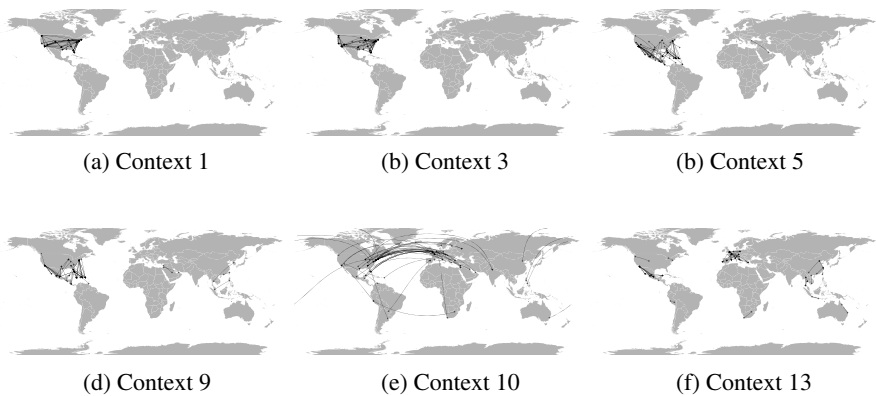 (a) Context 1
(b) Context 3
(b) Context 5
(d) Context 9
(e) Context 10
(f) Context 13